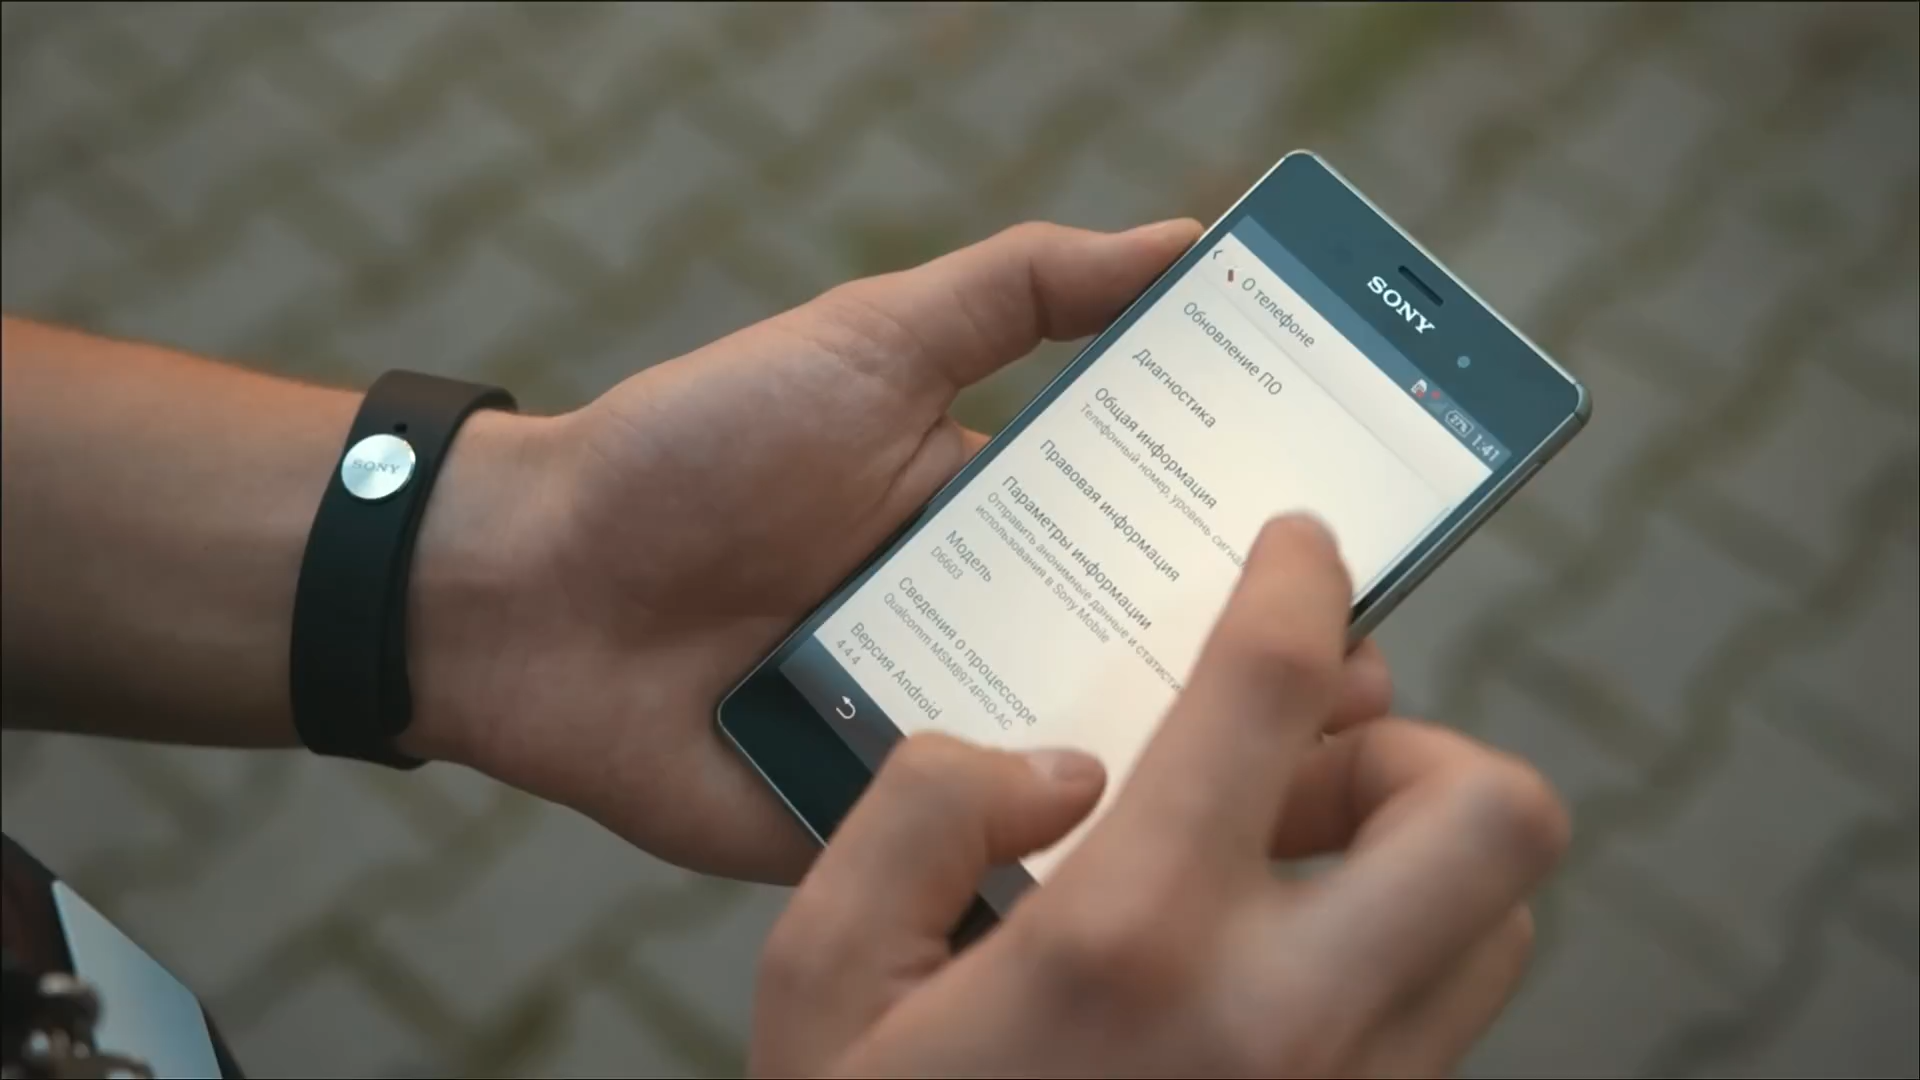 SONY
SONY
27% 1:41
О телефоне
Обновление ПО
Диагностика
Общая информация
Телефонный номер, уровень сигна
Правовая информация
Параметры информации
Отправить анонимные данные и статисти
использования в Sony Mobile
Модель
D6603
Сведения о процессоре
Qualcomm MSM8974PRO-AC
Версия Android
4.4.4